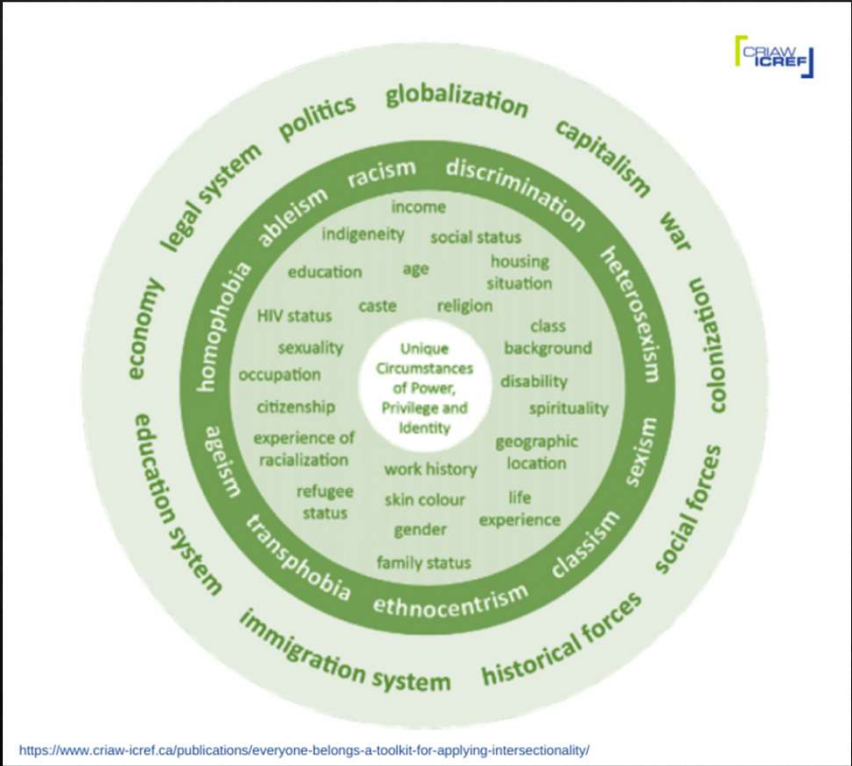 CRIAW
ICREF
globalization
capitalism
war
colonization
social forces
historical forces
immigration system
education system
economy
legal system
politics
racism
discrimination
heterosexism
sexism
classism
ethnocentrism
transphobia
ageism
homophobia
ableism
income
indigeneity
social status
education
age
housing
situation
caste
religion
HIV status
class
background
sexuality
occupation
disability
citizenship
spirituality
experience of
racialization
geographic
location
work history
refugee
status
skin colour
life
experience
gender
family status
Unique
Circumstances
of Power,
Privilege and
Identity
https://www.criaw-icref.ca/publications/everyone-belongs-a-toolkit-for-applying-intersectionality/